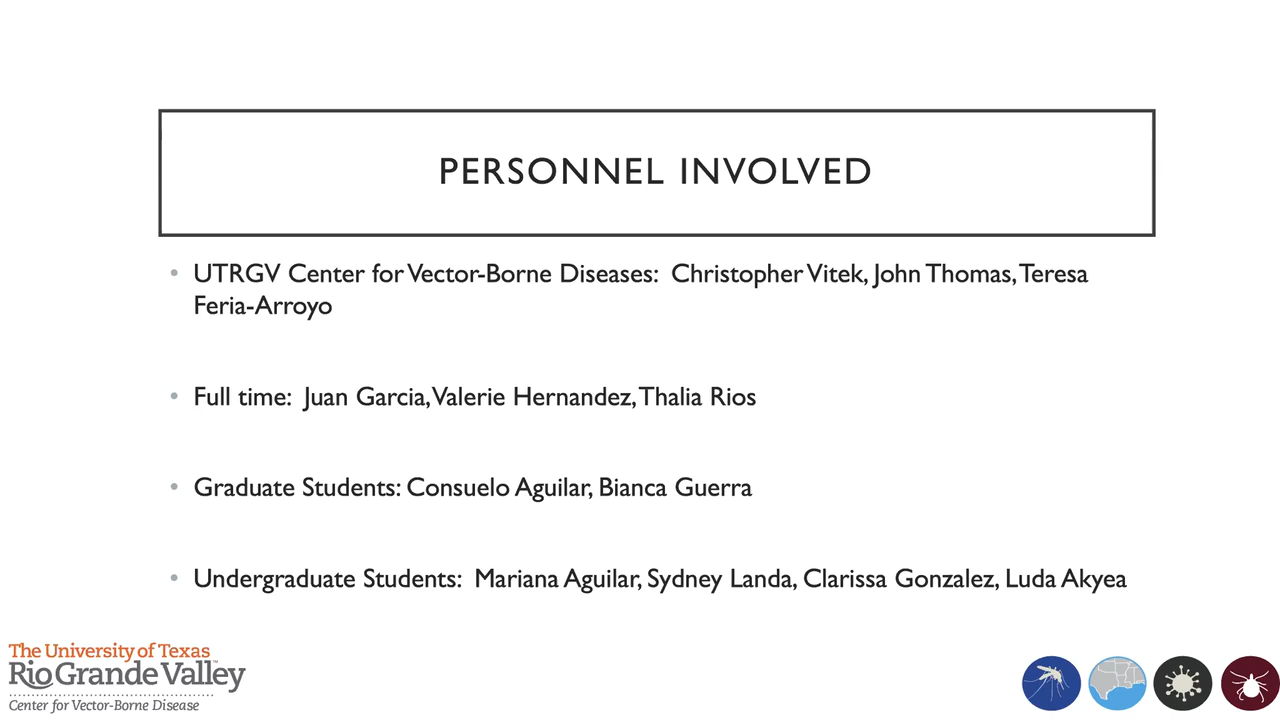 PERSONNEL INVOLVED
• UTRGV Center for Vector-Borne Diseases: Christopher Vitek, John Thomas, Teresa
Feria-Arroyo
• Full time: Juan Garcia, Valerie Hernandez, Thalia Rios
• Graduate Students: Consuelo Aguilar, Bianca Guerra
• Undergraduate Students: Mariana Aguilar, Sydney Landa, Clarissa Gonzalez, Luda Akyea
The University of Texas
Rio Grande Valley™
Center for Vector-Borne Disease